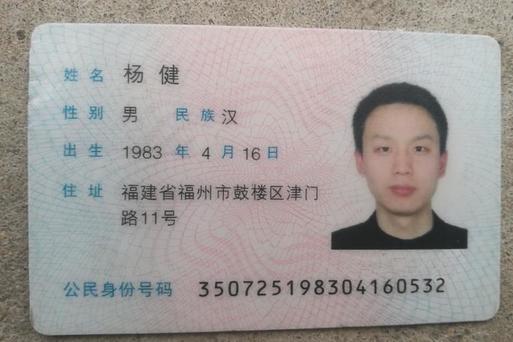 姓名 杨健
性别 男 民族 汉
出生 1983 年 4 月 16 日
住址 福建省福州市鼓楼区津门
路11号
公民身份号码 350725198304160532